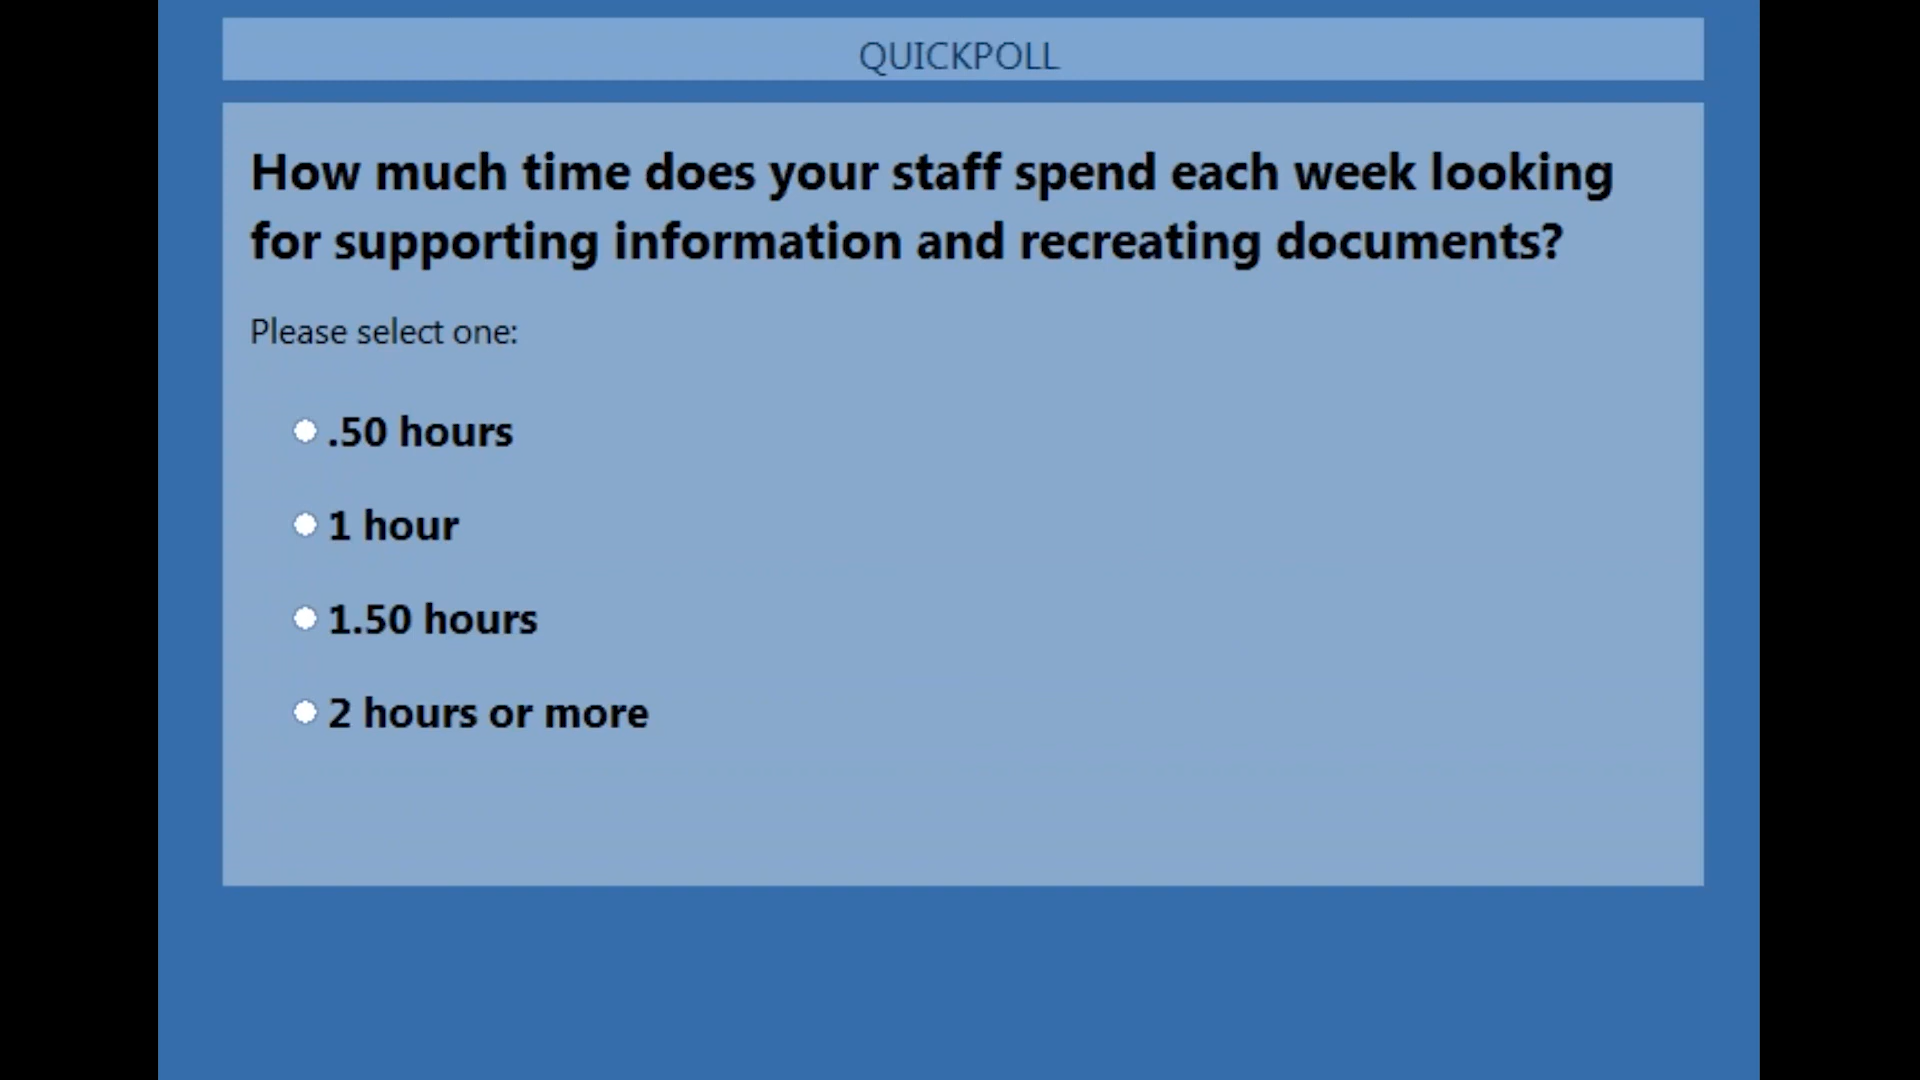 QUICKPOLL
How much time does your staff spend each week looking
for supporting information and recreating documents?
Please select one:
.50 hours
1 hour
1.50 hours
2 hours or more